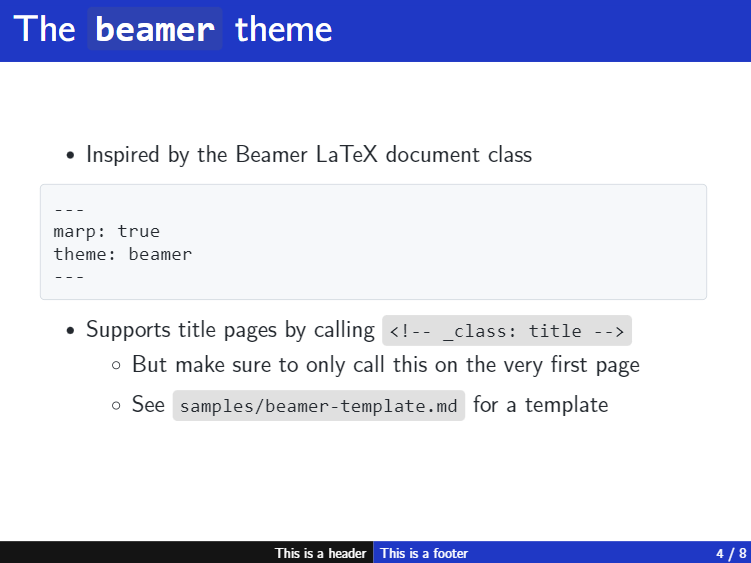 The beamer theme
• Inspired by the Beamer LaTeX document class
---
marp: true
theme: beamer
---
• Supports title pages by calling <!-- _class: title -->
◦ But make sure to only call this on the very first page
◦ See samples/beamer-template.md for a template
This is a header This is a footer 4 / 8